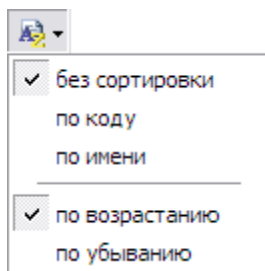 без сортировки
по коду
по имени
по возрастанию
по убыванию